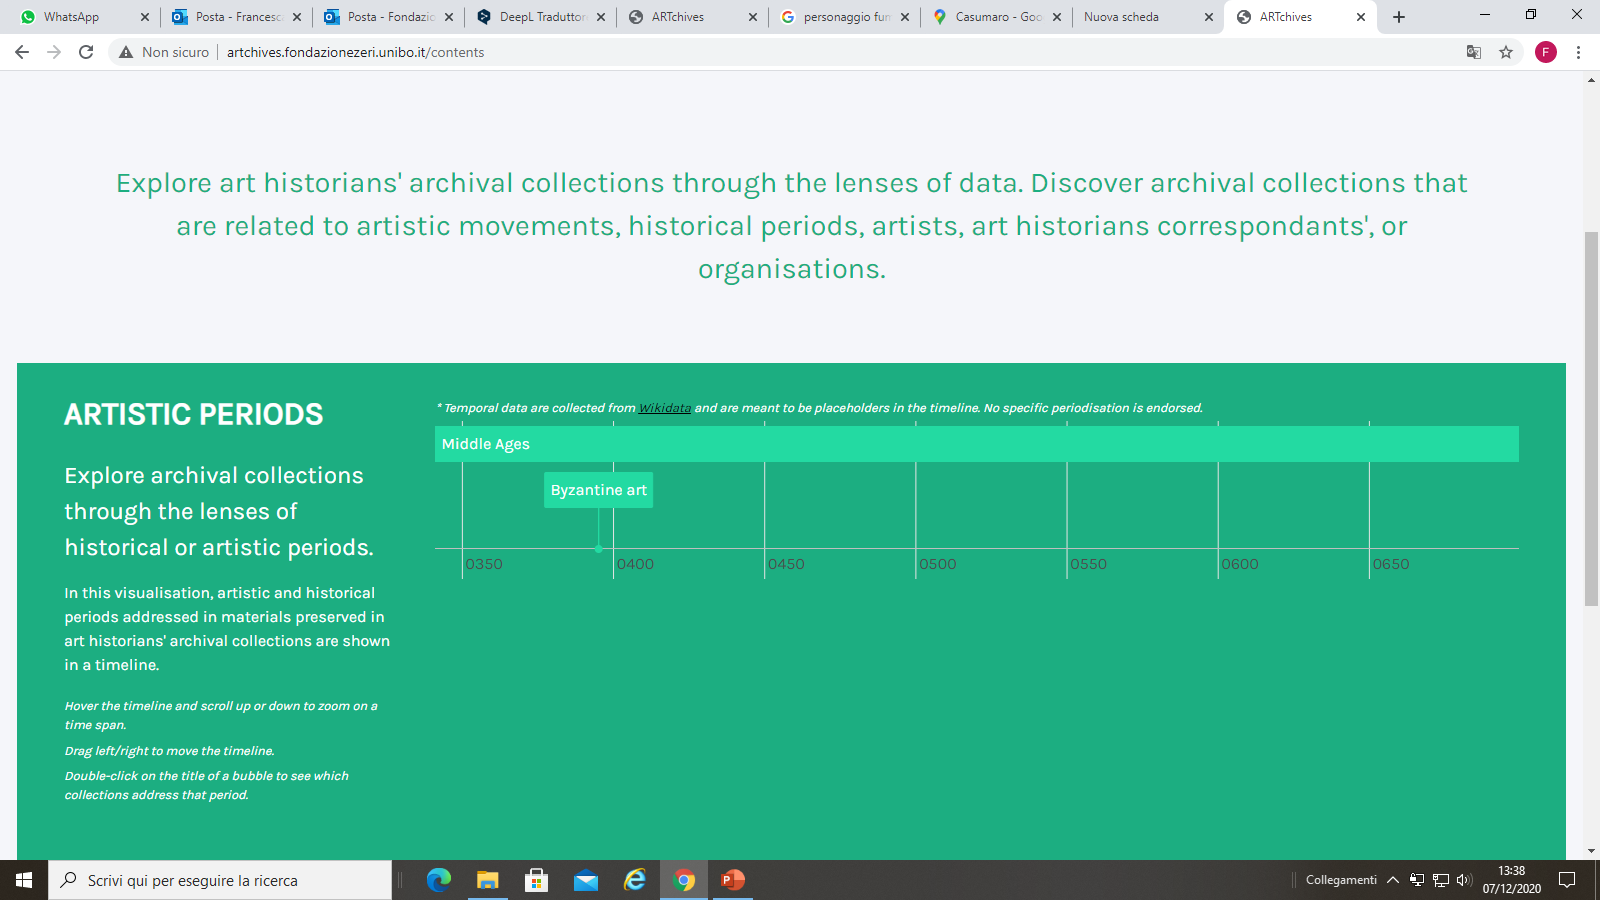 WhatsApp
Posta - Francesc
Posta - Fondazio
DeepL Traduttor
ARTchives
personaggio fun
Casumaro - Goo
Nuova scheda
ARTchives
Non sicuro
artchives.fondazionezeri.unibo.it/contents
F
Explore art historians' archival collections through the lenses of data. Discover archival collections that
are related to artistic movements, historical periods, artists, art historians correspondants', or
organisations.
ARTISTIC PERIODS
Explore archival collections
through the lenses of
historical or artistic periods.
In this visualisation, artistic and historical
periods addressed in materials preserved in
art historians' archival collections are shown
in a timeline.
Hover the timeline and scroll up or down to zoom on a
time span.
Drag left/right to move the timeline.
Double-click on the title of a bubble to see which
collections address that period.
* Temporal data are collected from Wikidata and are meant to be placeholders in the timeline. No specific periodisation is endorsed.
Middle Ages
Byzantine art
0350 0400 0450 0500 0550 0600 0650
Scrivi qui per eseguire la ricerca
Collegamenti
13:38
07/12/2020